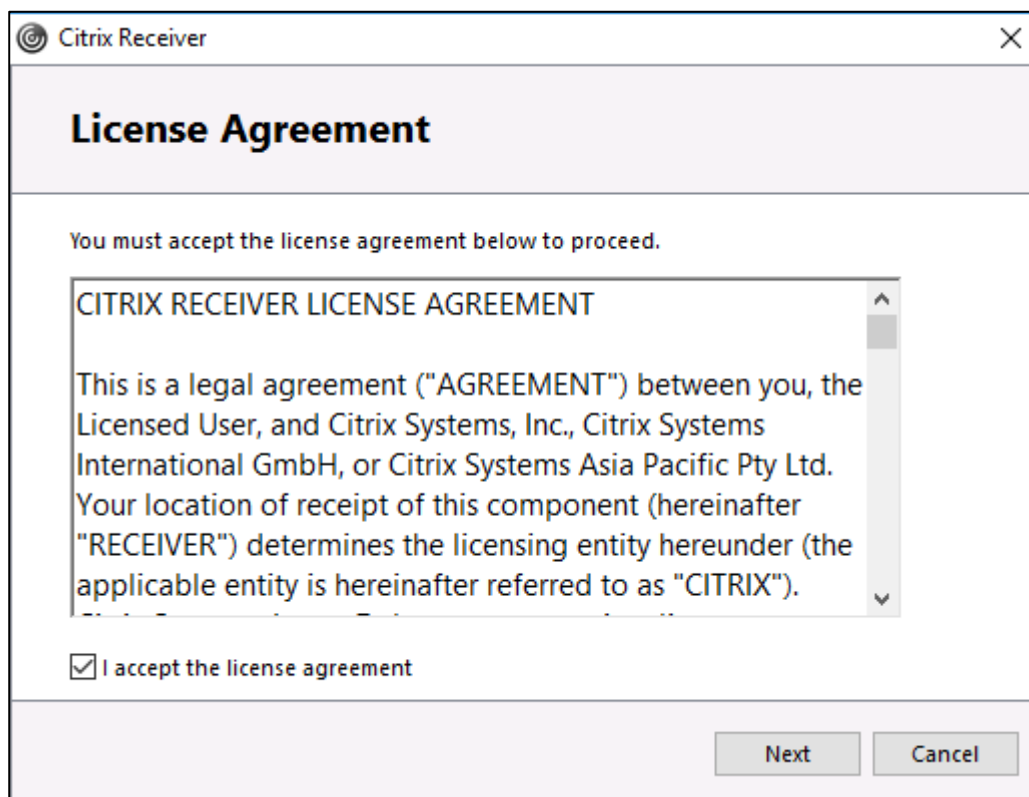 Citrix Receiver
License Agreement
You must accept the license agreement below to proceed.
CITRIX RECEIVER LICENSE AGREEMENT
This is a legal agreement ("AGREEMENT") between you, the
Licensed User, and Citrix Systems, Inc., Citrix Systems
International GmbH, or Citrix Systems Asia Pacific Pty Ltd.
Your location of receipt of this component (hereinafter
"RECEIVER") determines the licensing entity hereunder (the
applicable entity is hereinafter referred to as "CITRIX").
I accept the license agreement
Next
Cancel